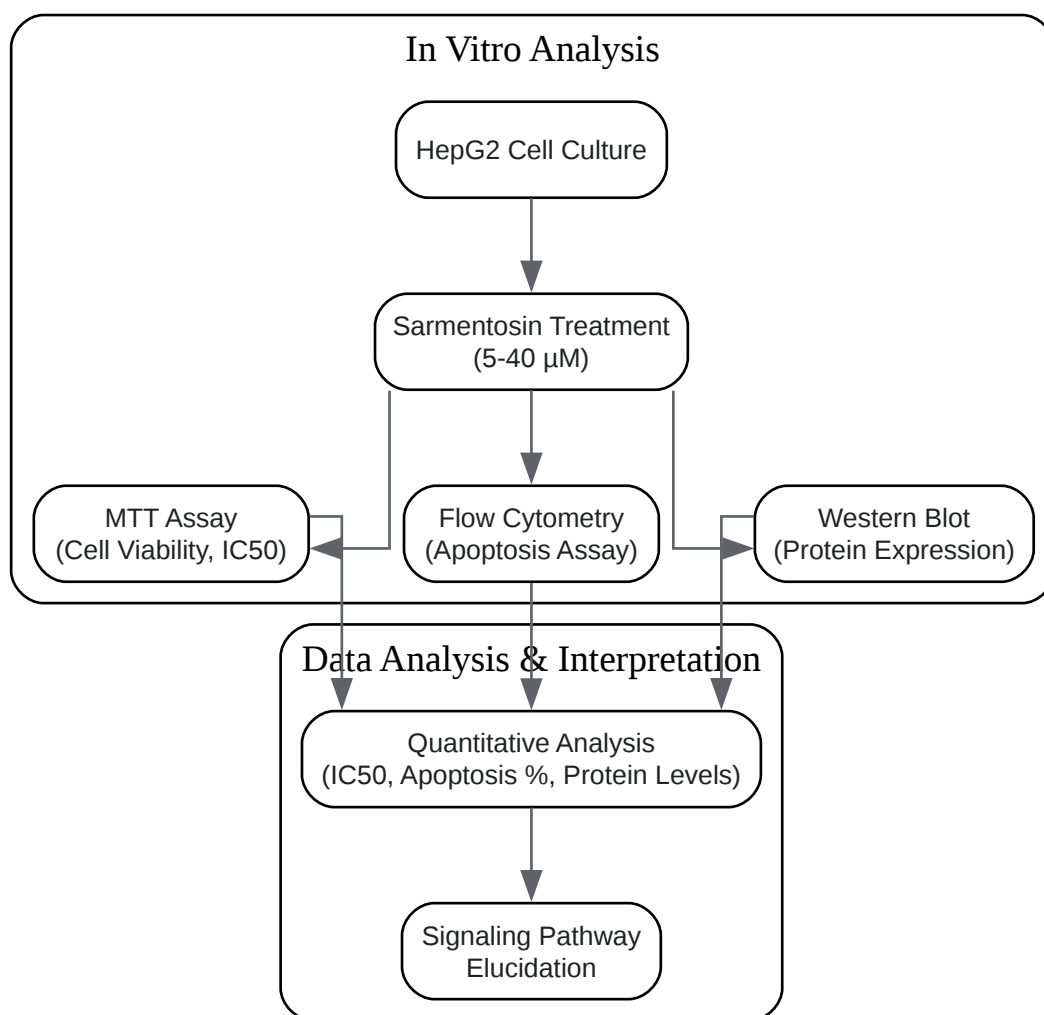 In Vitro Analysis
HepG2 Cell Culture
Sarmentosin Treatment
(5-40 µM)
MTT Assay
(Cell Viability, IC50)
Flow Cytometry
(Apoptosis Assay)
Western Blot
(Protein Expression)
Data Analysis & Interpretation
Quantitative Analysis
(IC50, Apoptosis %, Protein Levels)
Signaling Pathway
Elucidation